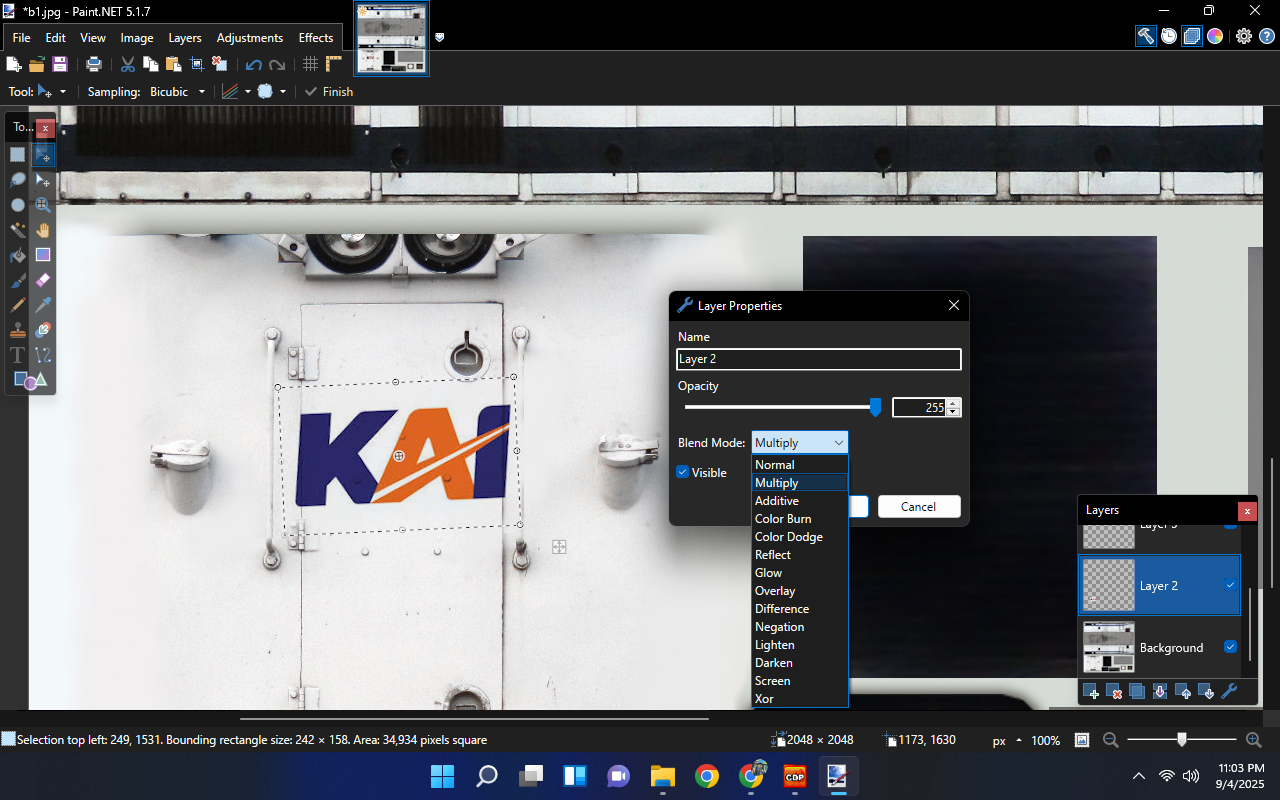 *b1.jpg - Paint.NET 5.1.7
File Edit View Image Layers Adjustments Effects
Tool: Sampling: Bicubic Finish
To... x
KAI
Layer Properties
Name
Layer 2
Opacity
255
Blend Mode: Multiply
Visible
Normal
Multiply
Additive
Color Burn
Color Dodge
Reflect
Glow
Overlay
Difference
Negation
Lighten
Darken
Screen
Xor
Cancel
Layers x
Layer 3
Layer 2
Background
Selection top left: 249, 1531. Bounding rectangle size: 242 × 158. Area: 34,934 pixels square
2048 × 2048
1173, 1630
px
100%
CDP
11:03 PM
9/4/2025